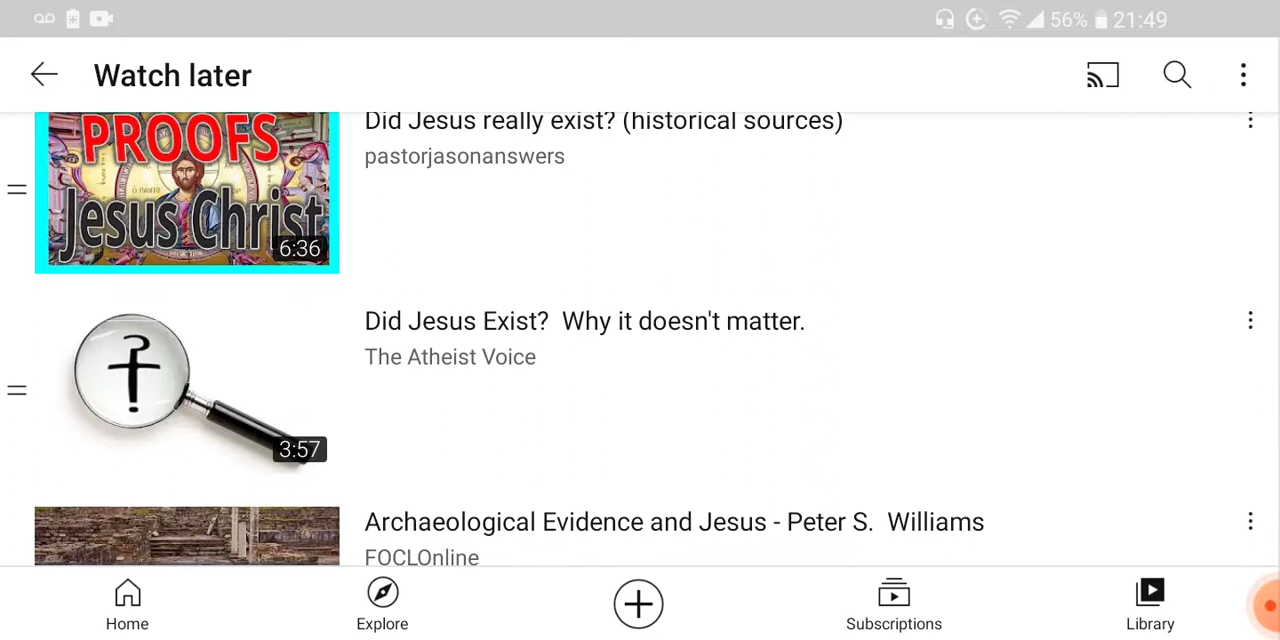 56% 21:49
Watch later
PROOFS
Jesus Christ
6:36
Did Jesus really exist? (historical sources)
pastorjasonanswers
3:57
Did Jesus Exist?  Why it doesn't matter.
The Atheist Voice
Archaeological Evidence and Jesus - Peter S.  Williams
FOCLOnline
Home
Explore
Subscriptions
Library